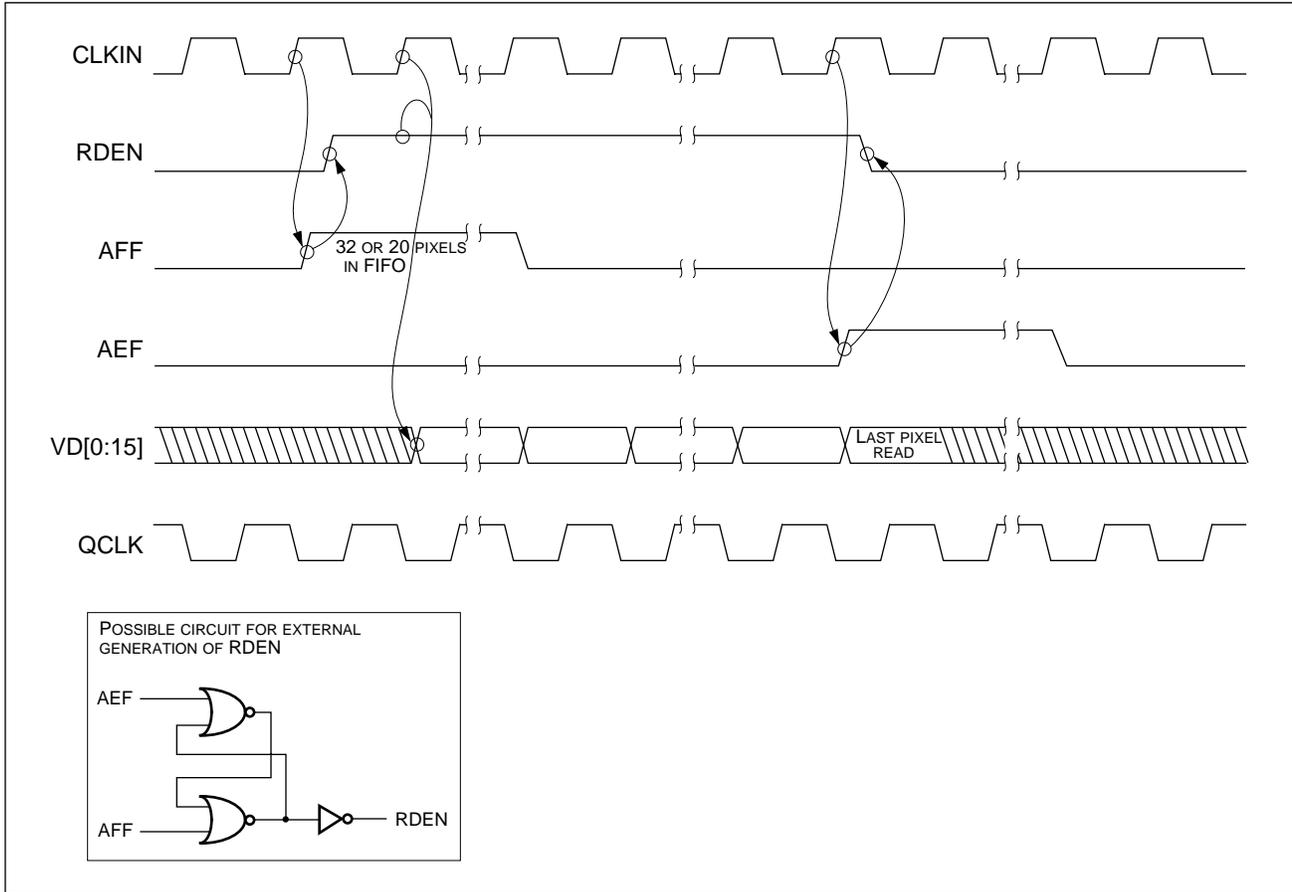 CLKIN
RDEN
AFF
32 OR 20 PIXELS
IN FIFO
AEF
VD[0:15]
LAST PIXEL
READ
QCLK
POSSIBLE CIRCUIT FOR EXTERNAL
GENERATION OF RDEN
AEF
AFF
RDEN